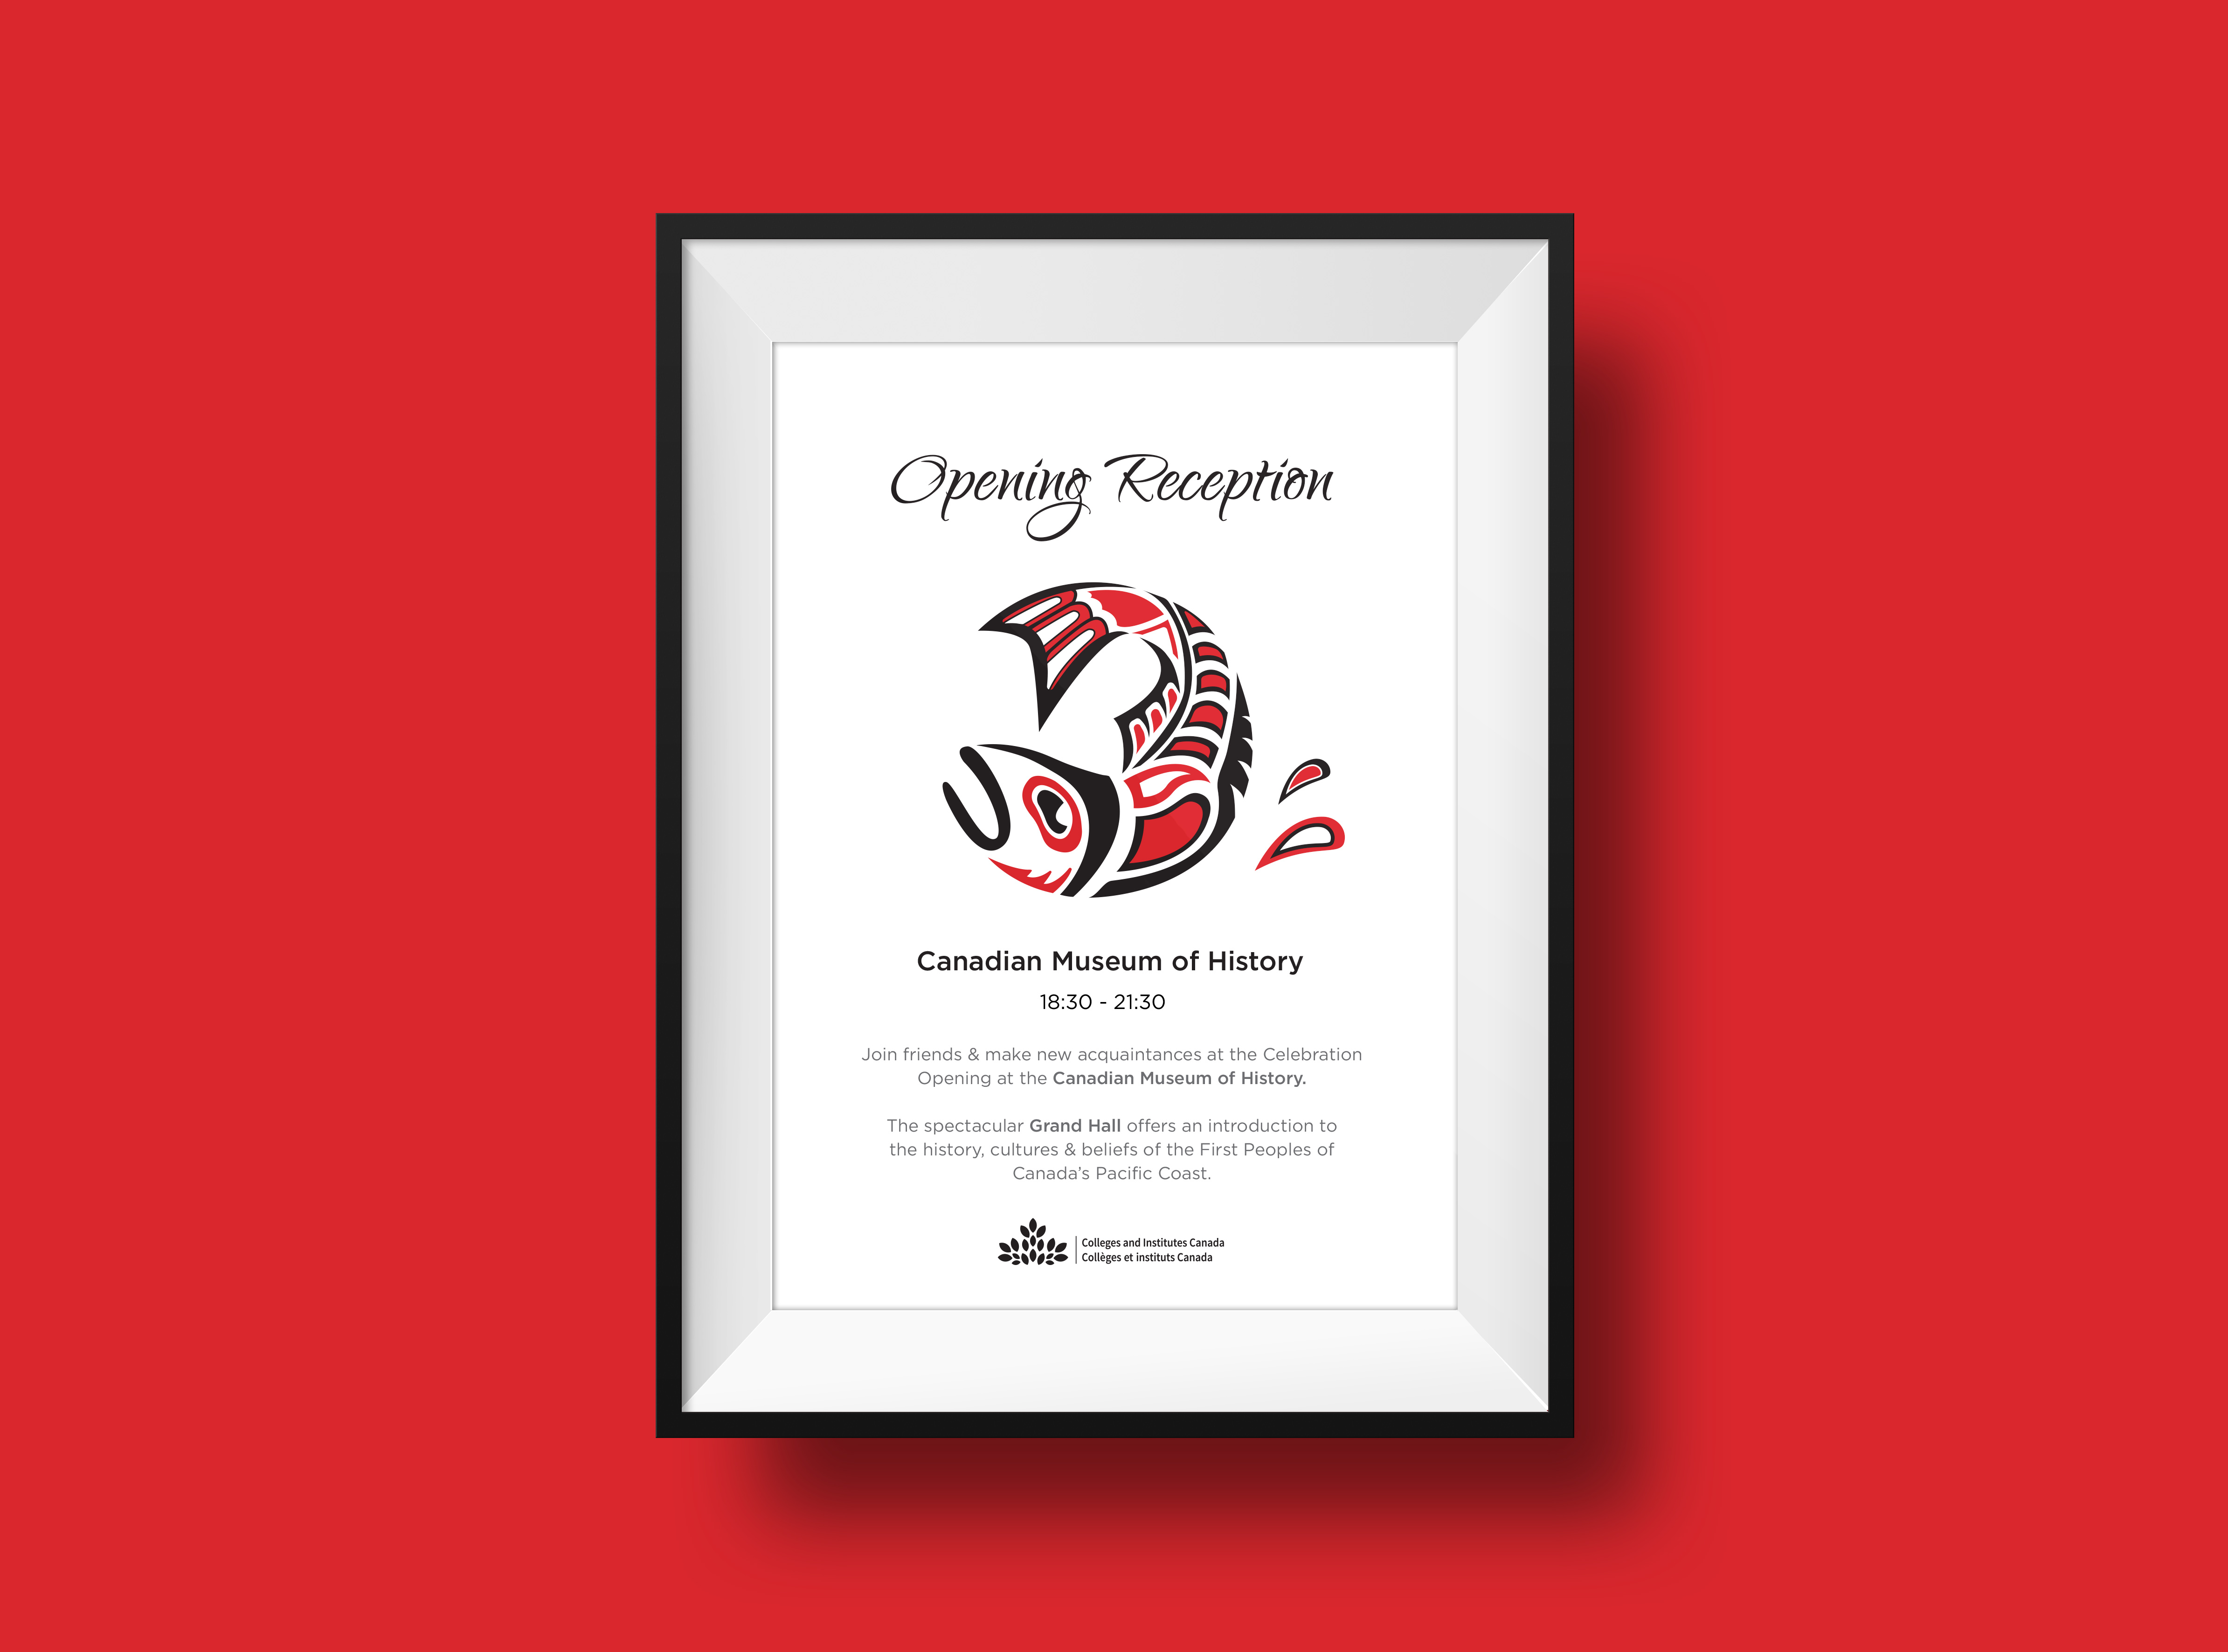 Opening Reception
Canadian Museum of History
18:30 - 21:30
Join friends & make new acquaintances at the Celebration
Opening at the Canadian Museum of History.
The spectacular Grand Hall offers an introduction to
the history, cultures & beliefs of the First Peoples of
Canada’s Pacific Coast.
Colleges and Institutes Canada
Collèges et instituts Canada